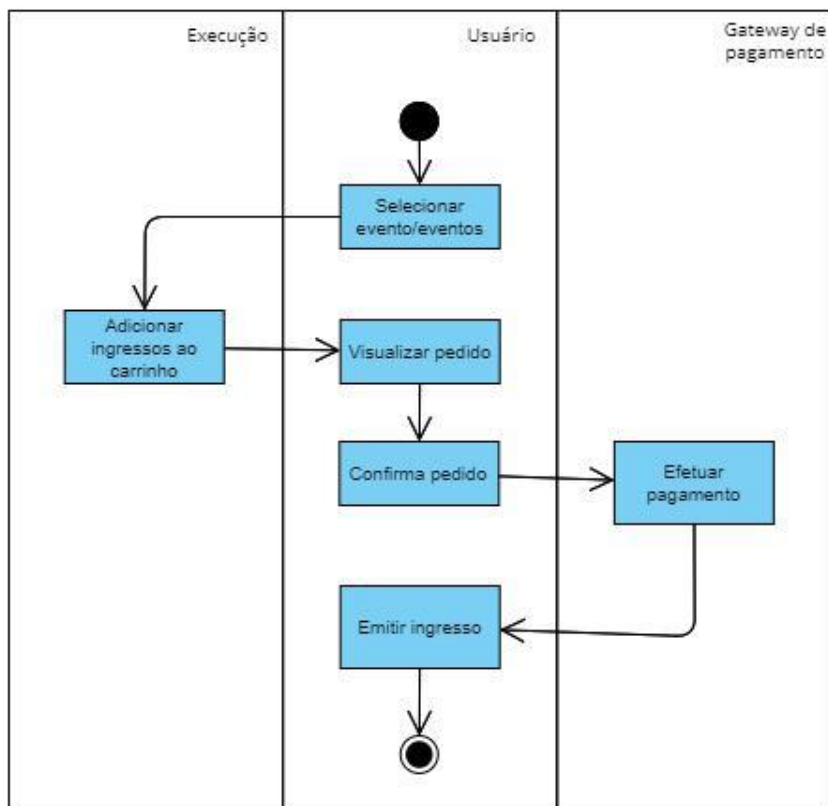 Execução
Usuário
Gateway de
pagamento
Selecionar
evento/eventos
Adicionar
ingressos ao
carrinho
Visualizar pedido
Confirma pedido
Efetuar
pagamento
Emitir ingresso